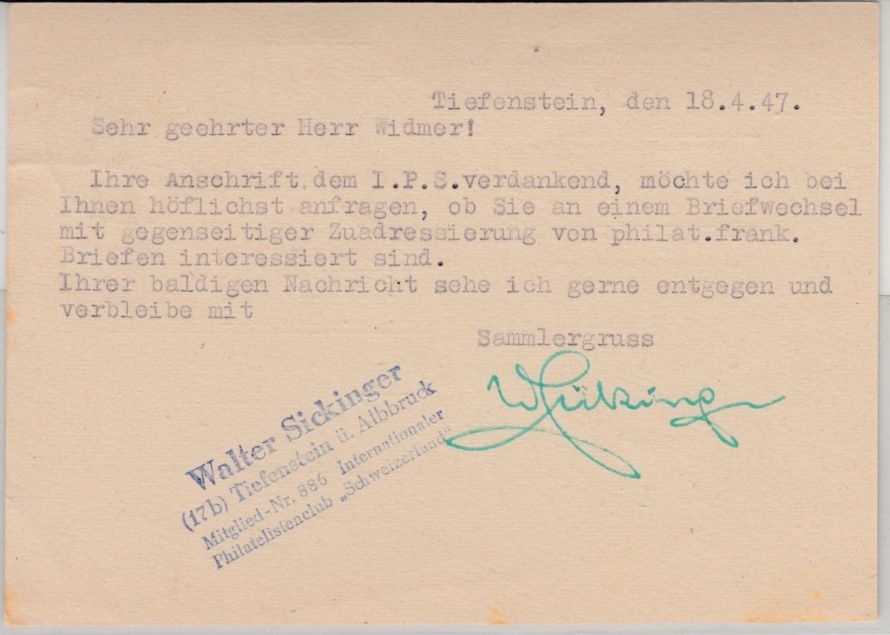 Tiefenstein, den 18.4.47.
Sehr geehrter Herr Widmer!
Ihre Anschrift dem I.P.S.verdankend, möchte ich bei
Ihnen höflichst anfragen, ob Sie an einem Briefwechsel
mit gegenseitiger Zuadressierung von philat.frank.
Briefen interessiert sind.
Ihrer baldigen Nachricht sehe ich gerne entgegen und
verbleibe mit
Sammlergruss
WSickinger
Walter Sickinger
(17b) Tiefenstein ü. Albbruck
Mitglied-Nr. 886 Internationaler
Philatelistenclub „Schweizerland"